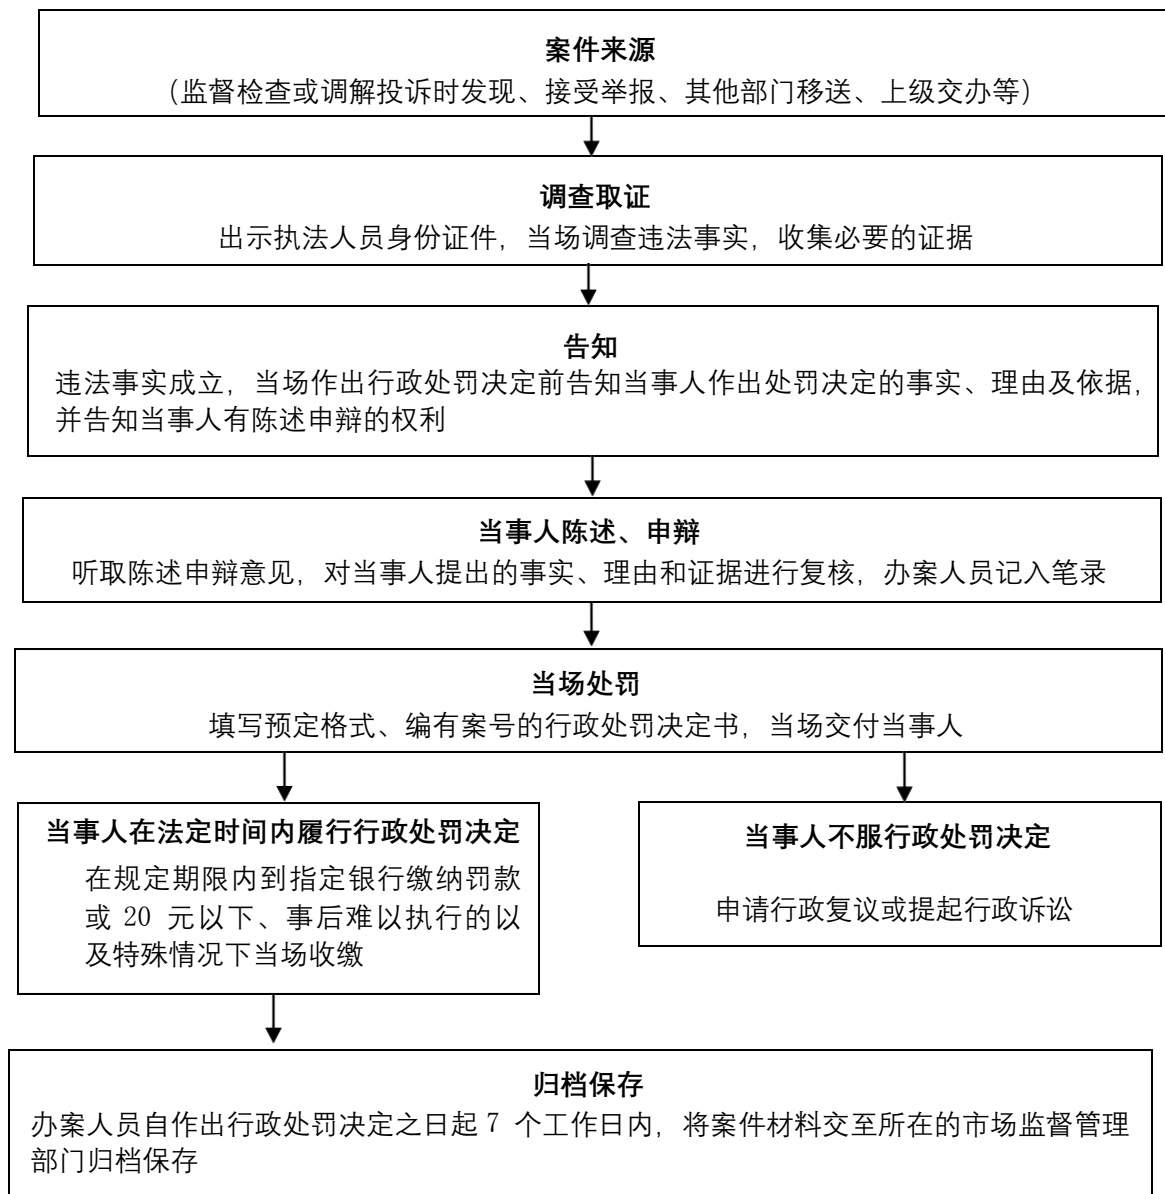 案件来源
（监督检查或调解投诉时发现、接受举报、其他部门移送、上级交办等）
调查取证
出示执法人员身份证件，当场调查违法事实，收集必要的证据
告知
违法事实成立，当场作出行政处罚决定前告知当事人作出处罚决定的事实、理由及依据，
并告知当事人有陈述申辩的权利
当事人陈述、申辩
听取陈述申辩意见，对当事人提出的事实、理由和证据进行复核，办案人员记入笔录
当场处罚
填写预定格式、编有案号的行政处罚决定书，当场交付当事人
当事人在法定时间内履行行政处罚决定
在规定期限内到指定银行缴纳罚款
或 20 元以下、事后难以执行的以
及特殊情况下当场收缴
当事人不服行政处罚决定
申请行政复议或提起行政诉讼
归档保存
办案人员自作出行政处罚决定之日起 7 个工作日内，将案件材料交至所在的市场监督管理
部门归档保存